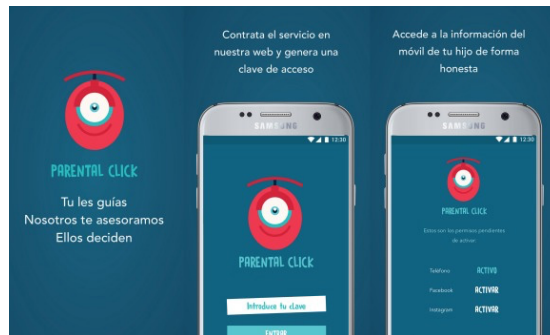 PARENTAL CLICK
Tu les guías
Nosotros te asesoramos
Ellos deciden
Contrata el servicio en
nuestra web y genera una
clave de acceso
SAMSUNG
12:30
PARENTAL CLICK
Introduce tu clave
ENTRAR
Accede a la información del
móvil de tu hijo de forma
honesta
SAMSUNG
12:30
PARENTAL CLICK
Estos son los permisos pendientes
de activar
Teléfono ACTIVO
Facebook ACTIVAR
Instagram ACTIVAR